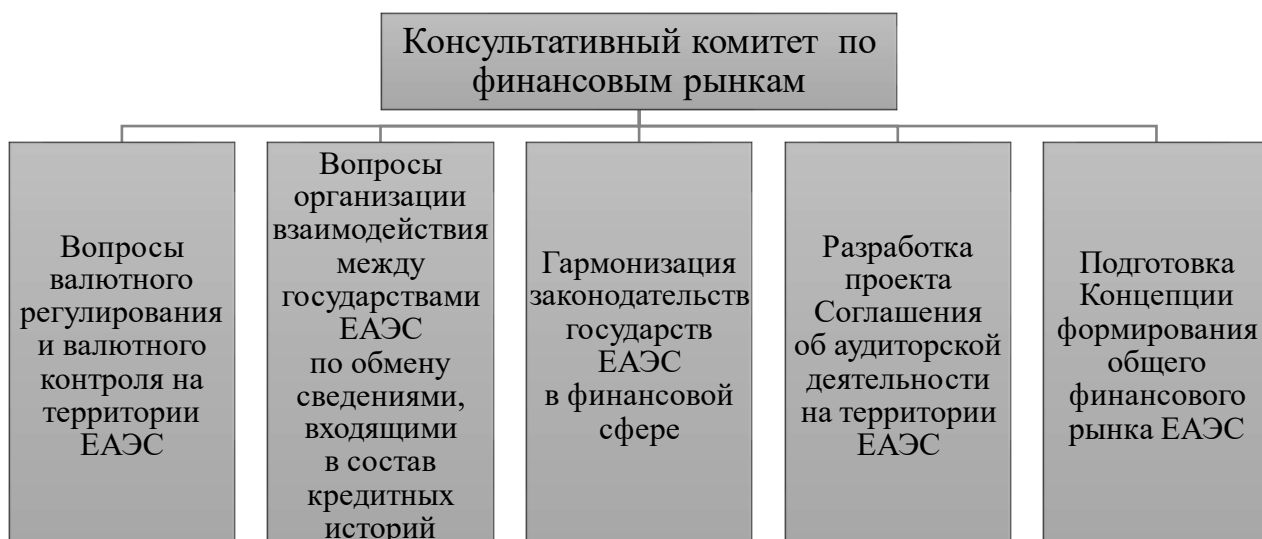 Консультативный комитет по
финансовым рынкам
Вопросы
валютного
регулирования
и валютного
контроля на
территории
ЕАЭС
Вопросы
организации
взаимодействия
между
государствами
ЕАЭС
по обмену
сведениями,
входящими
в состав
кредитных
историй
Гармонизация
законодательств
государств
ЕАЭС
в финансовой
сфере
Разработка
проекта
Соглашения
об аудиторской
деятельности
на территории
ЕАЭС
Подготовка
Концепции
формирования
общего
финансового
рынка ЕАЭС